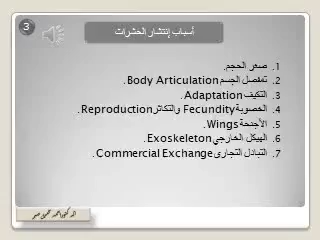 3
أسباب إنتشار الحشرات
1. صغر الحجم.
2. تمفصل الجسم Body Articulation.
3. التكيف Adaptation.
4. الخصوبة Fecundity والتكاثر Reproduction.
5. الأجنحة Wings.
6. الهيكل الخارجي Exoskeleton.
7. التبادل التجارى Commercial Exchange.